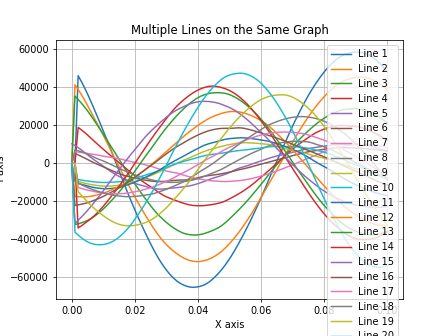 Multiple Lines on the Same Graph
60000
40000
20000
0
−20000
−40000
−60000
0.00
0.02
0.04
0.06
0.08
X axis
axis
Line 1
Line 2
Line 3
Line 4
Line 5
Line 6
Line 7
Line 8
Line 9
Line 10
Line 11
Line 12
Line 13
Line 14
Line 15
Line 16
Line 17
Line 18
Line 19
Line 20